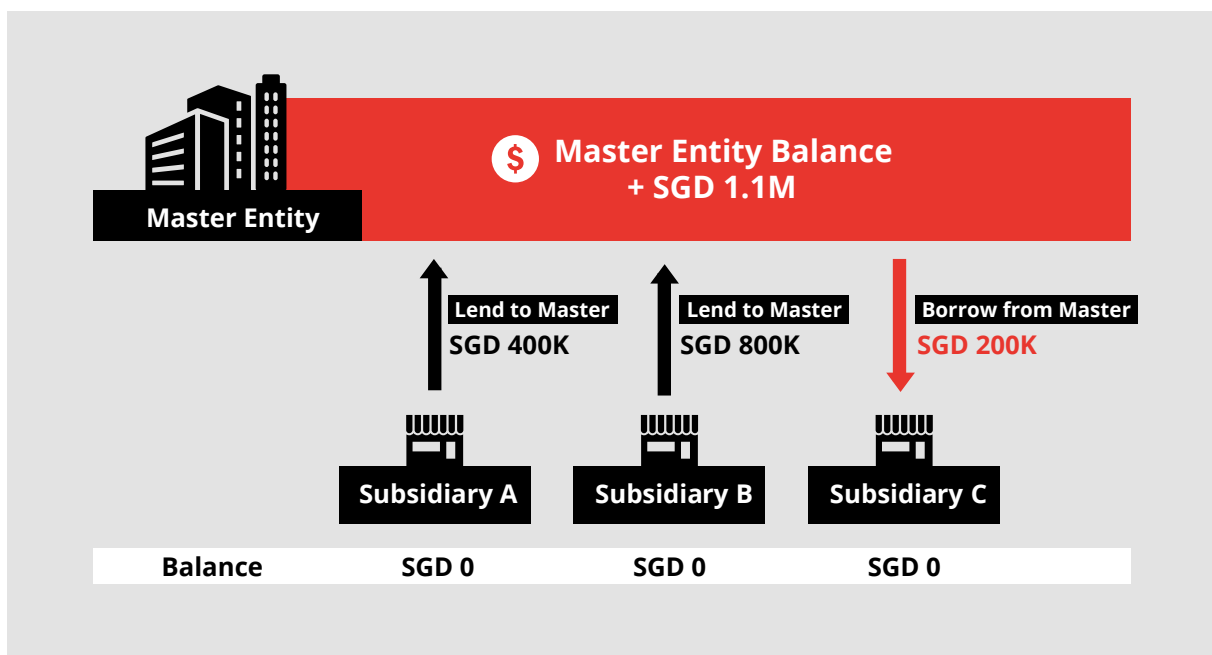 $
Master Entity Balance
+ SGD 1.1M
Master Entity
Lend to Master
SGD 400K
Lend to Master
SGD 800K
Borrow from Master
SGD 200K
Subsidiary A
Subsidiary B
Subsidiary C
Balance SGD 0 SGD 0 SGD 0